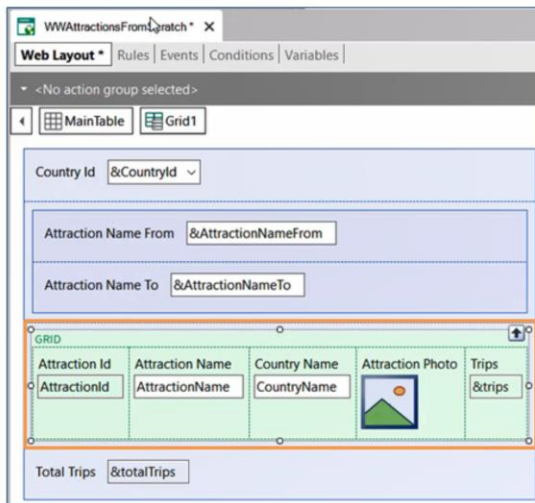 WWAttractionsFromScratch * X
Web Layout * | Rules | Events | Conditions | Variables |
<No action group selected>
MainTable Grid1
Country Id &CountryId
Attraction Name From &AttractionNameFrom
Attraction Name To &AttractionNameTo
GRID
Attraction Id Attraction Name Country Name Attraction Photo Trips
AttractionId AttractionName CountryName &trips
Total Trips &totalTrips